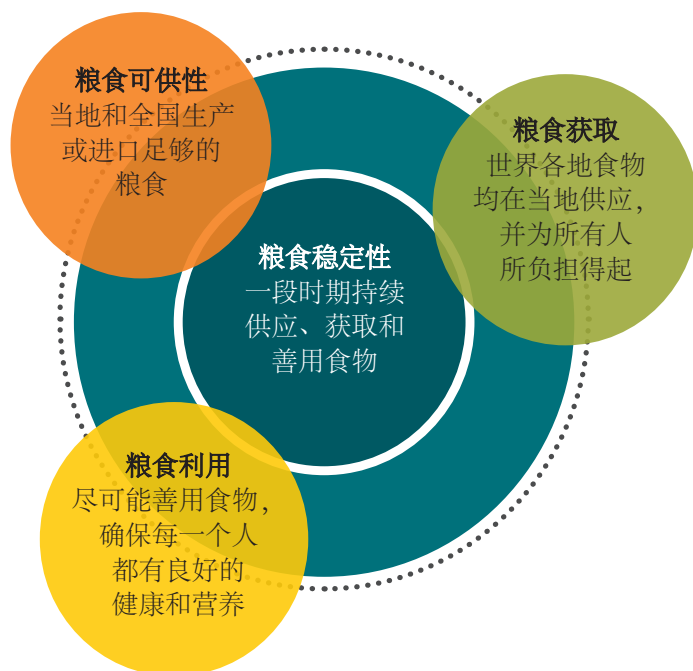 粮食可供性
当地和全国生产
或进口足够的
粮食
粮食获取
世界各地食物
均在当地供应，
并为所有人
所负担得起
粮食稳定性
一段时期持续
供应、获取和
善用食物
粮食利用
尽可能善用食物，
确保每一个人
都有良好的
健康和营养